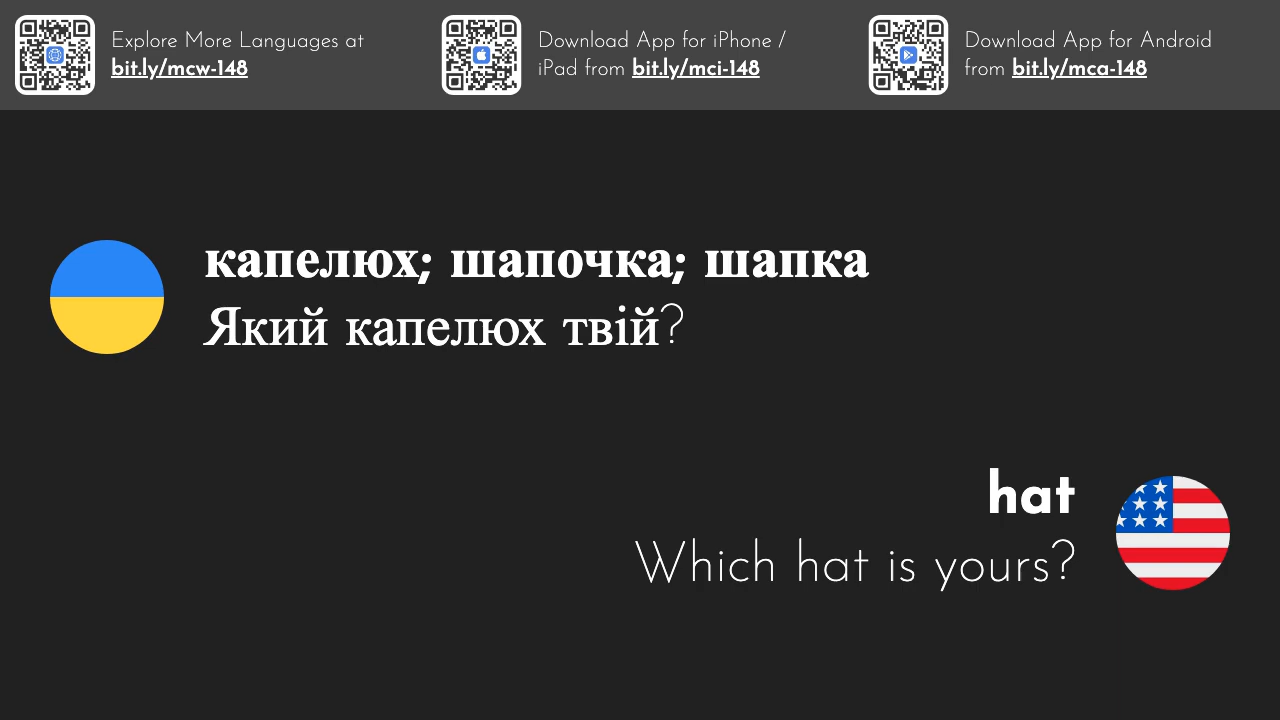 Explore More Languages at
bit.ly/mcw-148
Download App for iPhone /
iPad from bit.ly/mci-148
Download App for Android
from bit.ly/mca-148
капелюх; шапочка; шапка
Який капелюх твій?
hat
Which hat is yours?